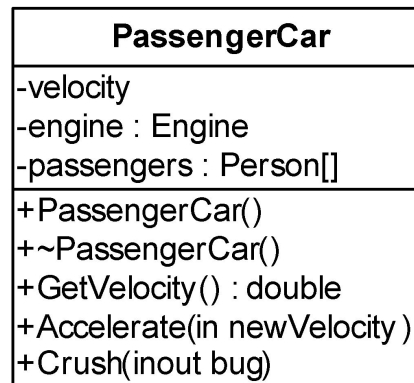 PassengerCar
-velocity
-engine : Engine
-passengers : Person[]
+PassengerCar()
+~PassengerCar()
+GetVelocity() : double
+Accelerate(in newVelocity)
+Crush(inout bug)